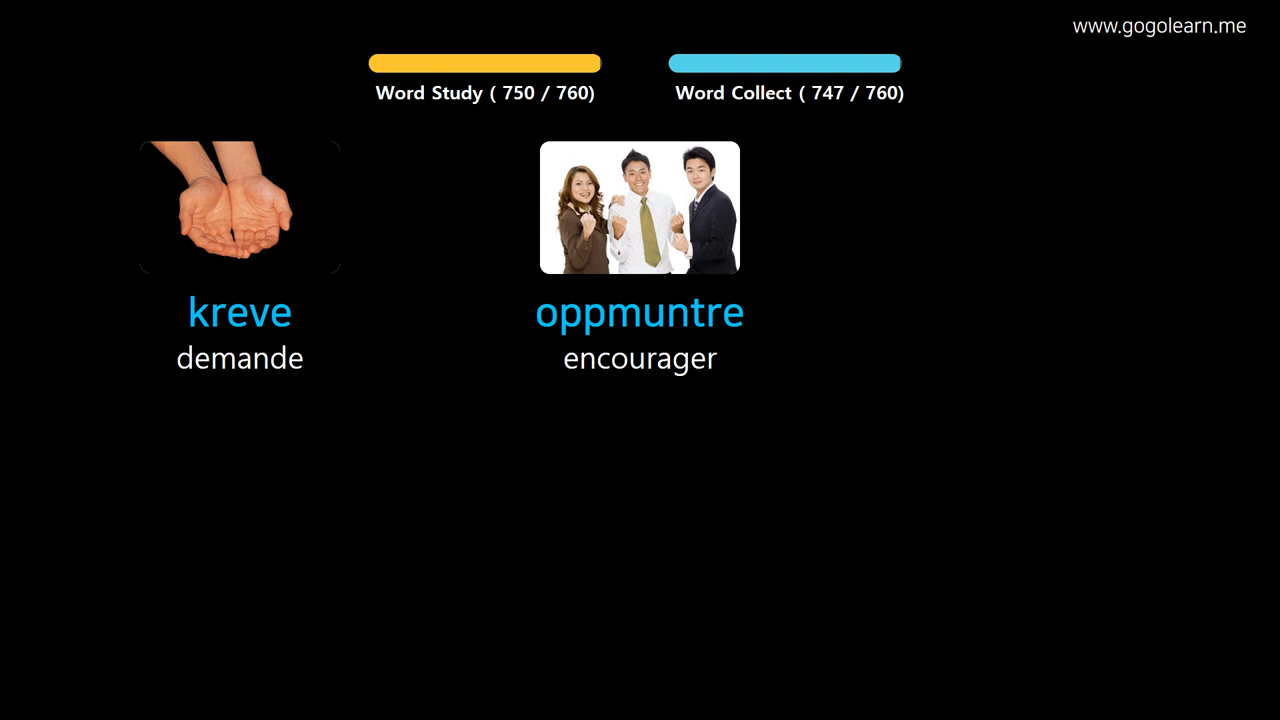 www.gogolearn.me
Word Study ( 750 / 760)
Word Collect ( 747 / 760)
kreve
demande
oppmuntre
encourager